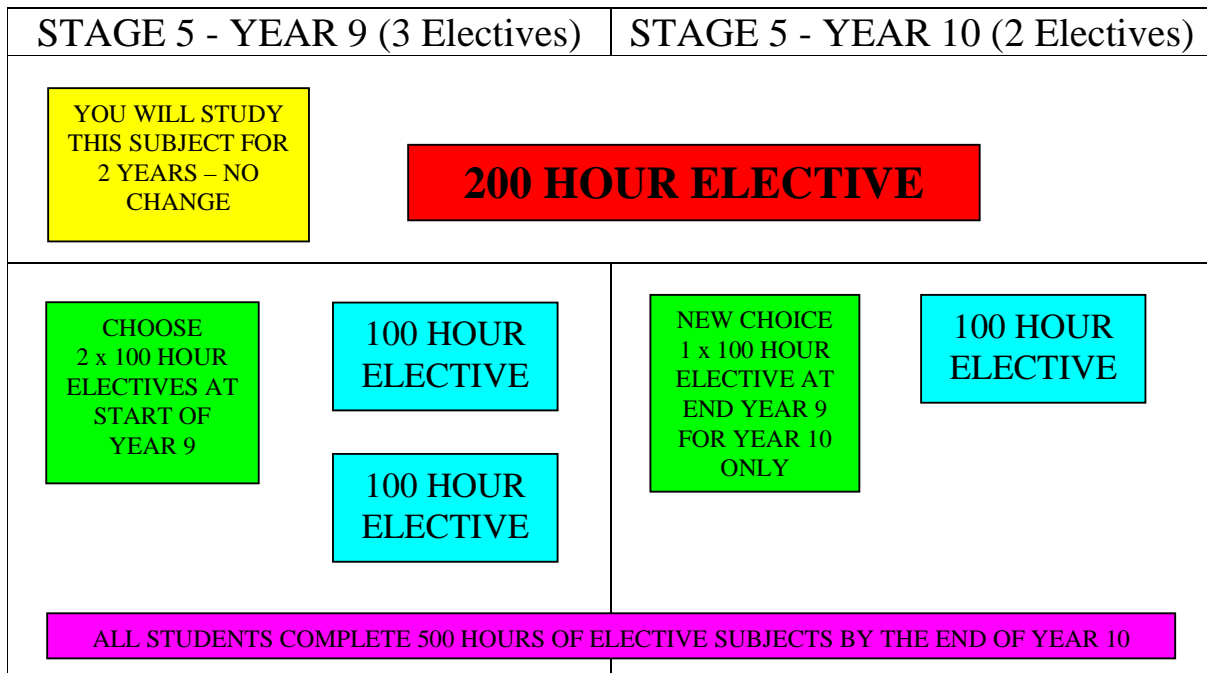 STAGE 5 - YEAR 9 (3 Electives)
STAGE 5 - YEAR 10 (2 Electives)
YOU WILL STUDY
THIS SUBJECT FOR
2 YEARS – NO
CHANGE
200 HOUR ELECTIVE
CHOOSE
2 x 100 HOUR
ELECTIVES AT
START OF
YEAR 9
100 HOUR
ELECTIVE
100 HOUR
ELECTIVE
NEW CHOICE
1 x 100 HOUR
ELECTIVE AT
END YEAR 9
FOR YEAR 10
ONLY
100 HOUR
ELECTIVE
ALL STUDENTS COMPLETE 500 HOURS OF ELECTIVE SUBJECTS BY THE END OF YEAR 10